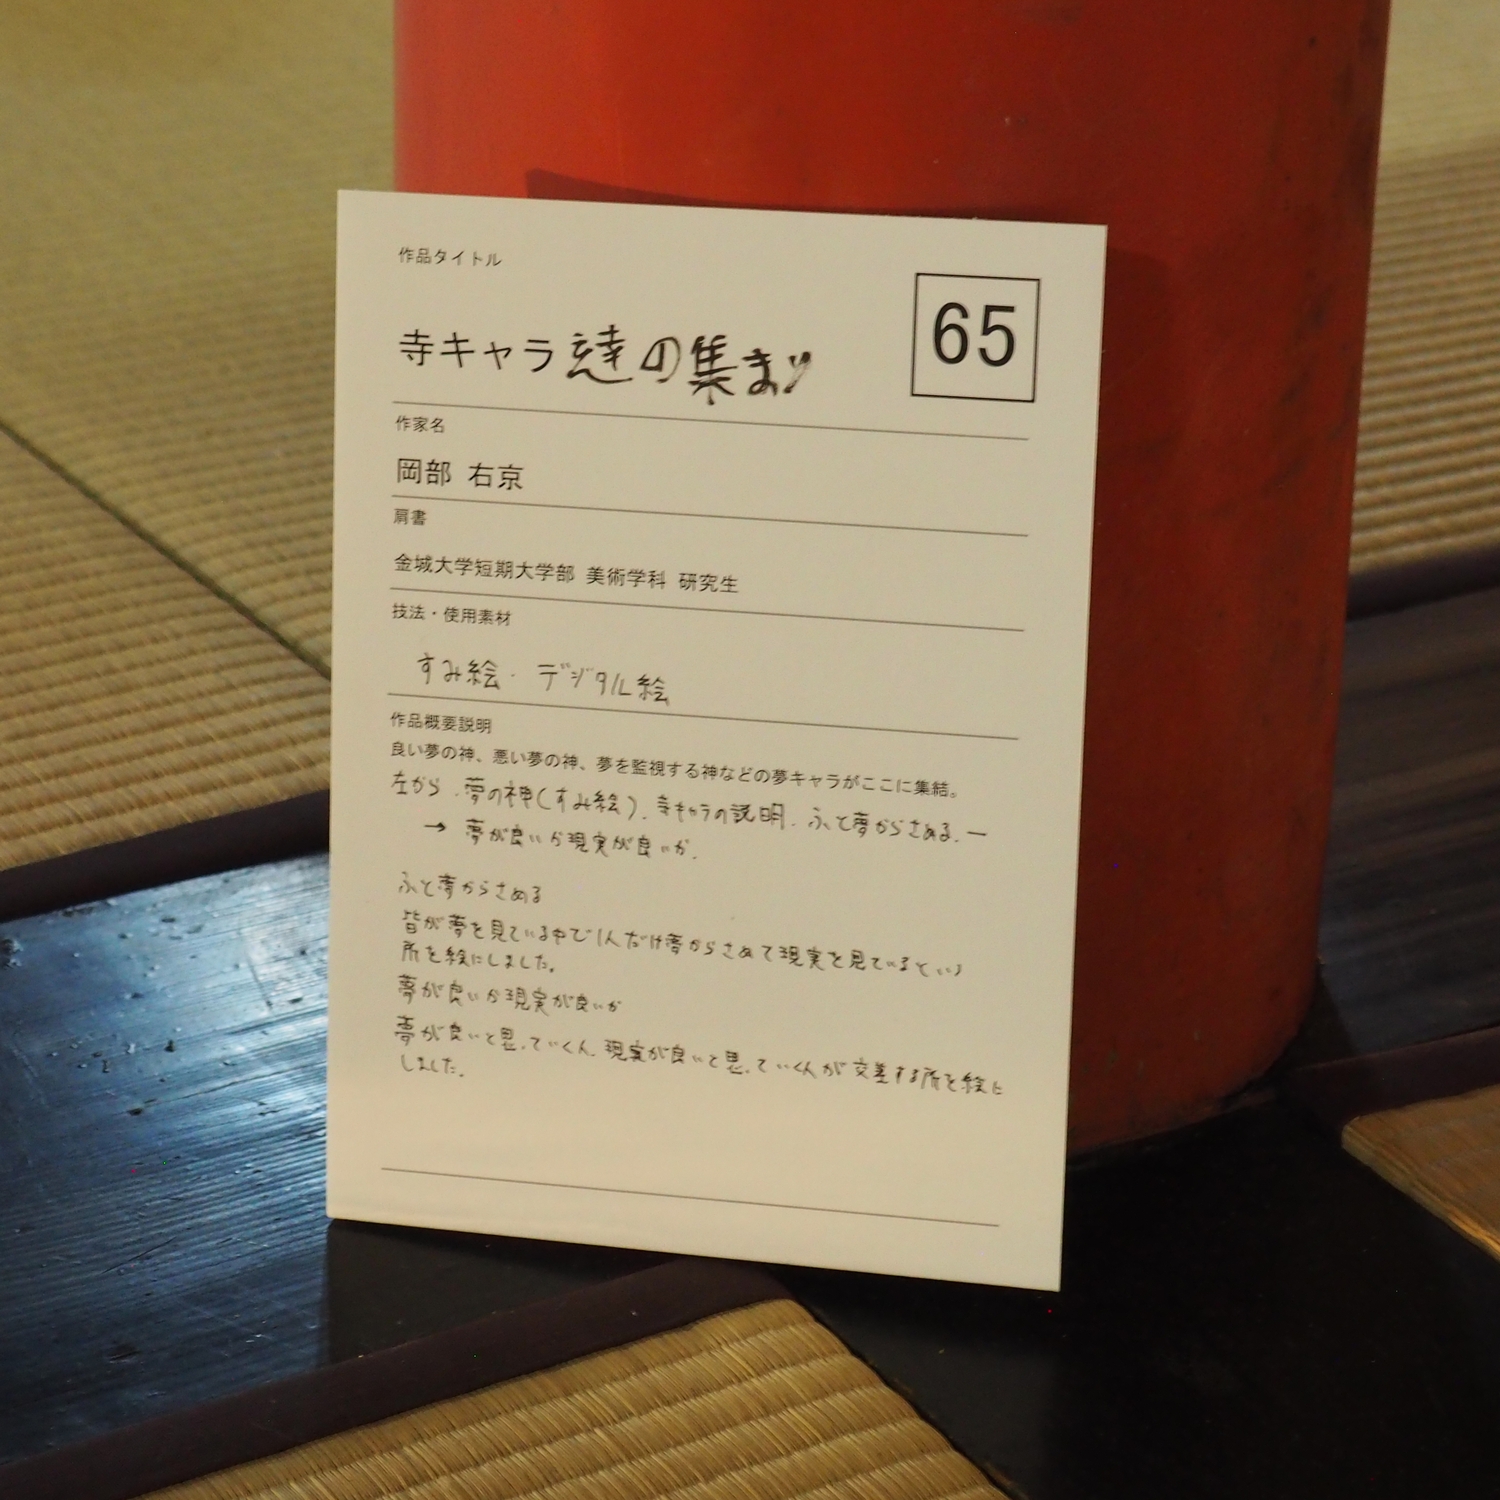 作品タイトル
65
寺キャラ達の集まり
作家名
岡部 右京
肩書
金城大学短期大学部 美術学科 研究生
技法・使用素材
すみ絵・デジタル絵
作品概要説明
良い夢の神、悪い夢の神、夢を監視する神などの夢キャラがここに集結。
左から、夢の神(すみ絵)、寺キャラの説明、ふと夢からさめる、ー
→ 夢が良いか現実が良いか、
ふと夢からさめる
皆が夢を見ている中で1人だけ夢からさめて現実を見ているという
所を絵にしました。
夢が良いか現実が良いか
夢が良いと思っていくん、現実が良いと思っていくんが交差する所を絵に
しました。